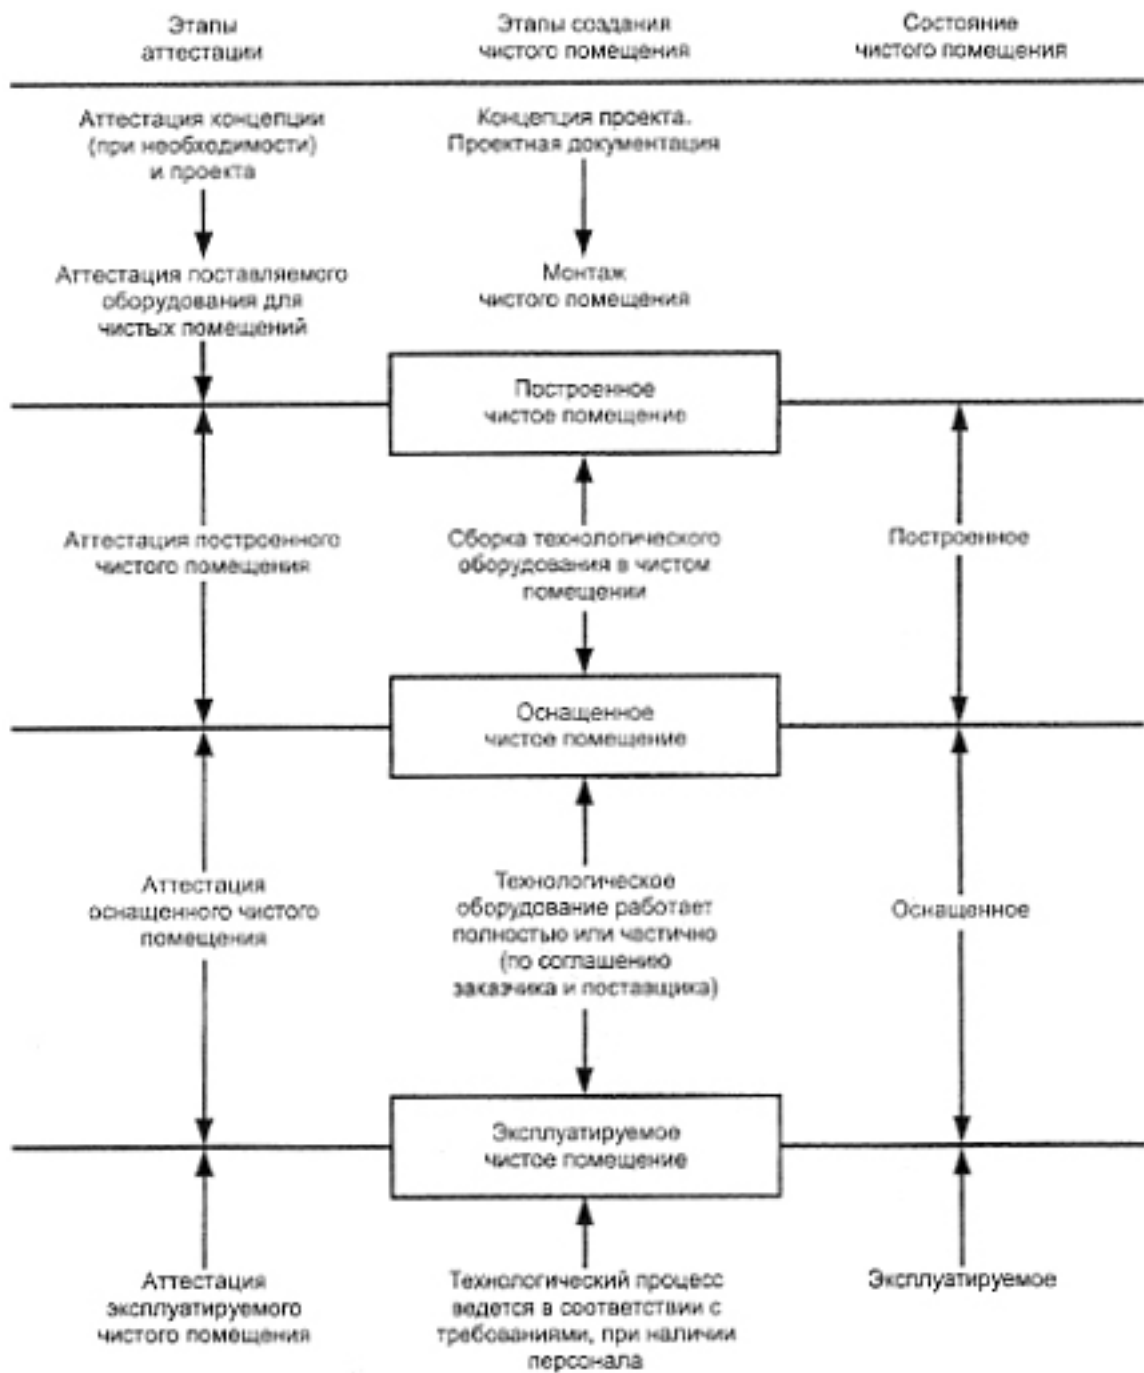 Этапы
аттестации
Этапы создания
чистого помещения
Состояние
чистого помещения
Аттестация концепции
(при необходимости)
и проекта
Концепция проекта.
Проектная документация
Аттестация поставляемого
оборудования для
чистых помещений
Монтаж
чистого помещения
Построенное
чистое помещение
Аттестация построенного
чистого помещения
Сборка технологического
оборудования в чистом
помещении
Построенное
Оснащенное
чистое помещение
Аттестация
оснащенного чистого
помещения
Технологическое
оборудование работает
полностью или частично
(по соглашению
заказчика и поставщика)
Оснащенное
Эксплуатируемое
чистое помещение
Аттестация
эксплуатируемого
чистого помещения
Технологический процесс
ведется в соответствии с
требованиями, при наличии
персонала
Эксплуатируемое